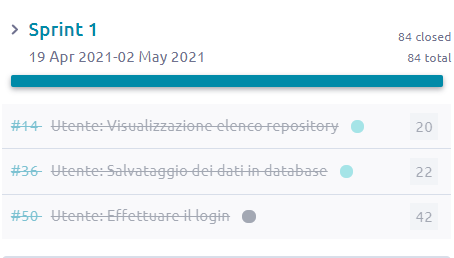 Sprint 1
84 closed
19 Apr 2021-02 May 2021
84 total
#14 Utente: Visualizzazione elenco repository 20
#36 Utente: Salvataggio dei dati in database 22
#50 Utente: Effettuare il login 42